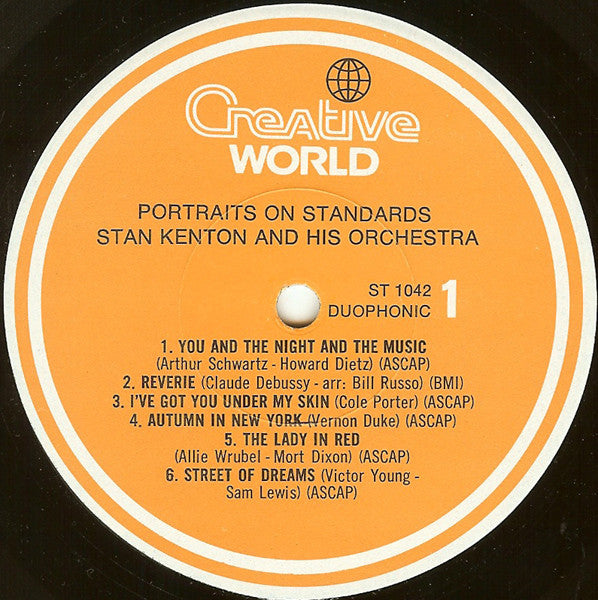 Creative
WORLD
PORTRAITS ON STANDARDS
STAN KENTON AND HIS ORCHESTRA
ST 1042
DUOPHONIC 1
1. YOU AND THE NIGHT AND THE MUSIC
(Arthur Schwartz - Howard Dietz) (ASCAP)
2. REVERIE (Claude Debussy - arr: Bill Russo) (BMI)
3. I'VE GOT YOU UNDER MY SKIN (Cole Porter) (ASCAP)
4. AUTUMN IN NEW YORK (Vernon Duke) (ASCAP)
5. THE LADY IN RED
(Allie Wrubel - Mort Dixon) (ASCAP)
6. STREET OF DREAMS (Victor Young -
Sam Lewis) (ASCAP)